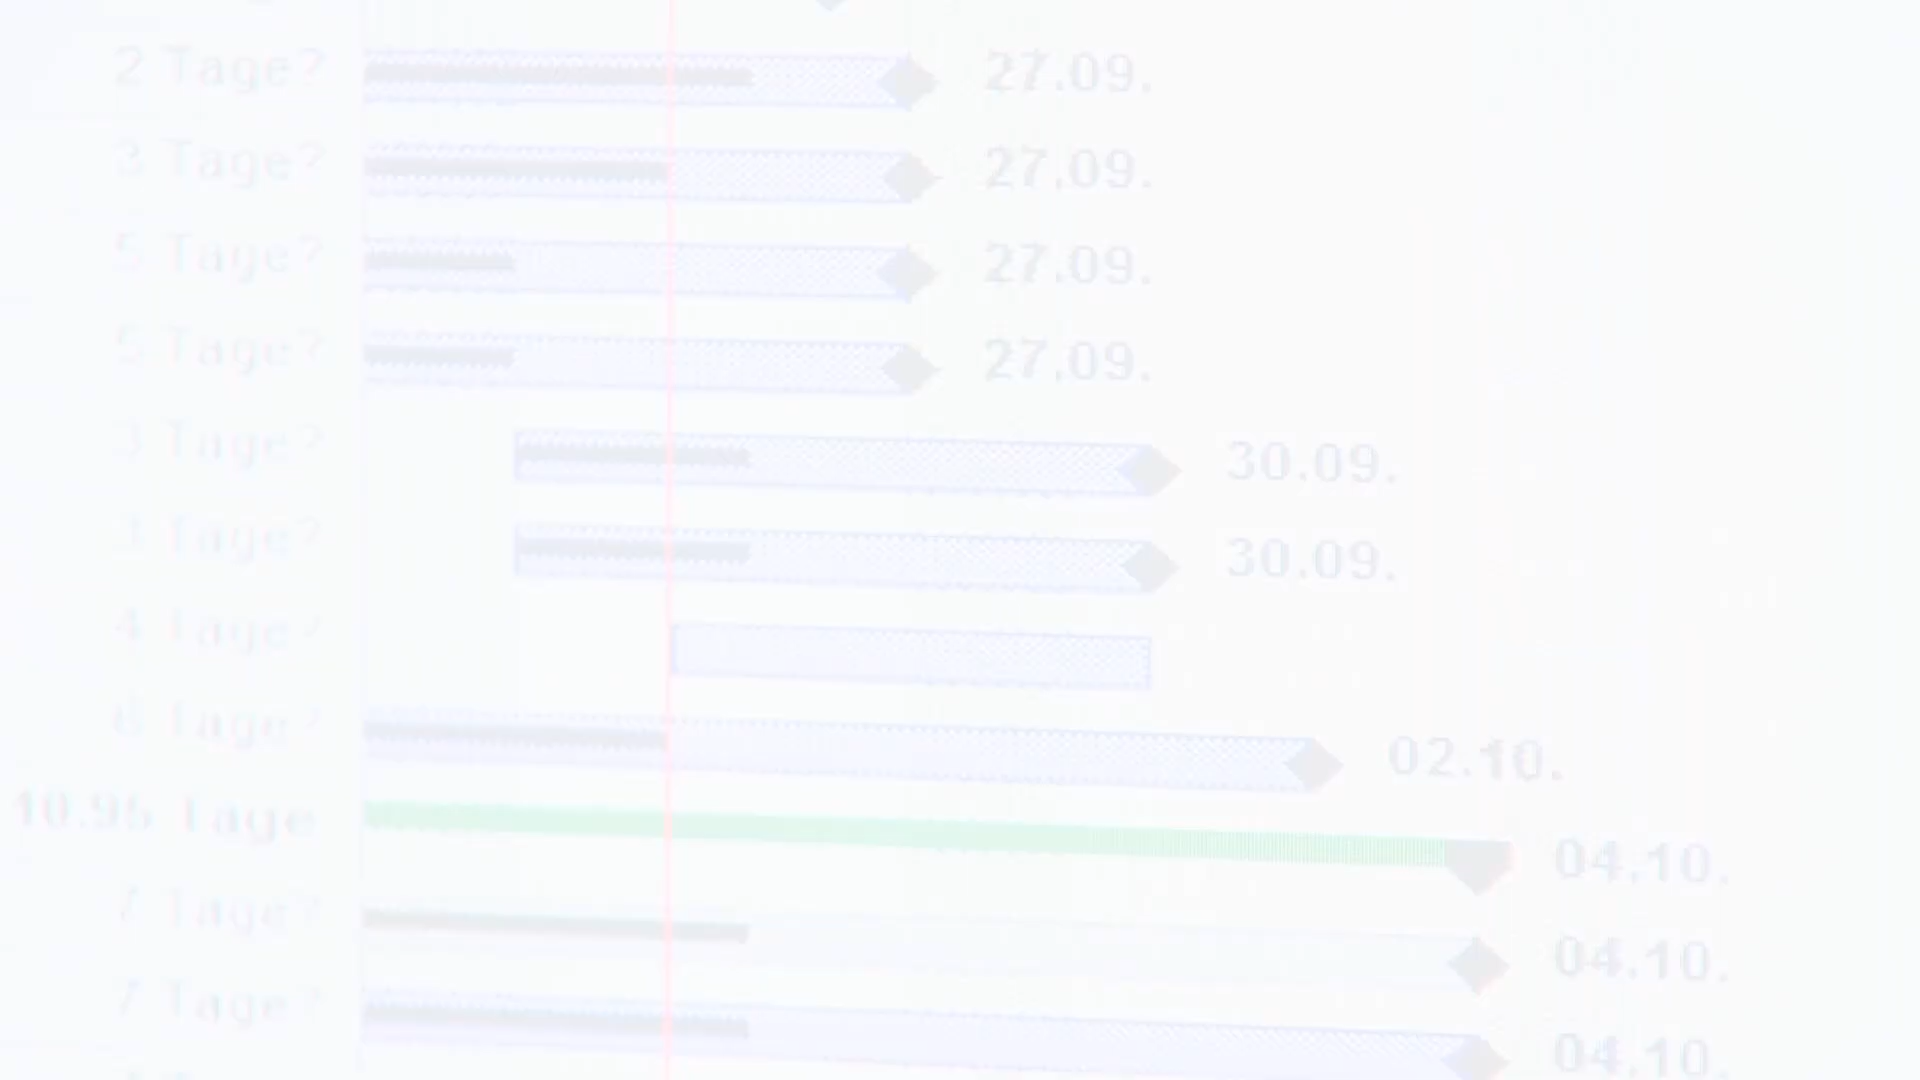 2 Tage? 27.09.
3 Tage? 27.09.
5 Tage? 27.09.
5 Tage? 27.09.
3 Tage? 30.09.
3 Tage? 30.09.
4 Tage?
6 Tage? 02.10.
10.95 Tage 04.10.
7 Tage? 04.10.
7 Tage? 04.10.